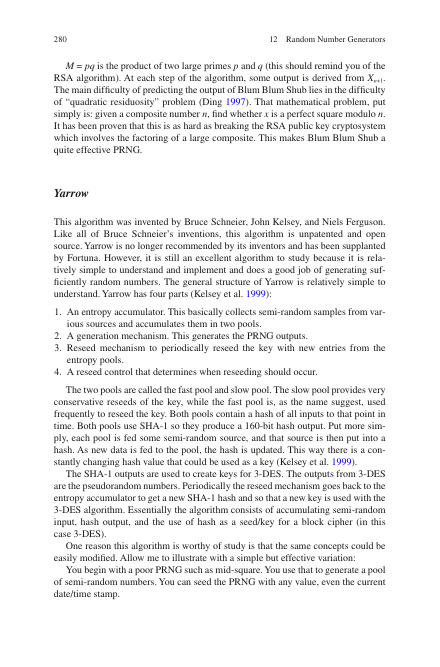 280
12 Random Number Generators
M = pq is the product of two large primes p and q (this should remind you of the
RSA algorithm). At each step of the algorithm, some output is derived from Xn+1.
The main difficulty of predicting the output of Blum Blum Shub lies in the difficulty
of “quadratic residuosity” problem (Ding 1997). That mathematical problem, put
simply is: given a composite number n, find whether x is a perfect square modulo n.
It has been proven that this is as hard as breaking the RSA public key cryptosystem
which involves the factoring of a large composite. This makes Blum Blum Shub a
quite effective PRNG.
Yarrow
This algorithm was invented by Bruce Schneier, John Kelsey, and Niels Ferguson.
Like all of Bruce Schneier’s inventions, this algorithm is unpatented and open
source. Yarrow is no longer recommended by its inventors and has been supplanted
by Fortuna. However, it is still an excellent algorithm to study because it is rela-
tively simple to understand and implement and does a good job of generating suf-
ficiently random numbers. The general structure of Yarrow is relatively simple to
understand. Yarrow has four parts (Kelsey et al. 1999):
1. An entropy accumulator. This basically collects semi-random samples from var-
ious sources and accumulates them in two pools.
2. A generation mechanism. This generates the PRNG outputs.
3. Reseed mechanism to periodically reseed the key with new entries from the
entropy pools.
4. A reseed control that determines when reseeding should occur.
The two pools are called the fast pool and slow pool. The slow pool provides very
conservative reseeds of the key, while the fast pool is, as the name suggest, used
frequently to reseed the key. Both pools contain a hash of all inputs to that point in
time. Both pools use SHA-1 so they produce a 160-bit hash output. Put more sim-
ply, each pool is fed some semi-random source, and that source is then put into a
hash. As new data is fed to the pool, the hash is updated. This way there is a con-
stantly changing hash value that could be used as a key (Kelsey et al. 1999).
The SHA-1 outputs are used to create keys for 3-DES. The outputs from 3-DES
are the pseudorandom numbers. Periodically the reseed mechanism goes back to the
entropy accumulator to get a new SHA-1 hash and so that a new key is used with the
3-DES algorithm. Essentially the algorithm consists of accumulating semi-random
input, hash output, and the use of hash as a seed/key for a block cipher (in this
case 3-DES).
One reason this algorithm is worthy of study is that the same concepts could be
easily modified. Allow me to illustrate with a simple but effective variation:
You begin with a poor PRNG such as mid-square. You use that to generate a pool
of semi-random numbers. You can seed the PRNG with any value, even the current
date/time stamp.